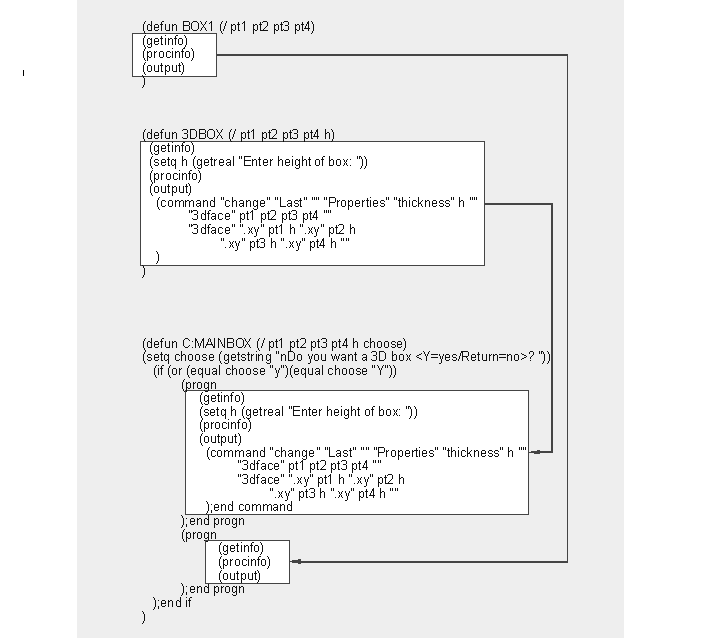 (defun BOX1 (/ pt1 pt2 pt3 pt4)
(getinfo)
(procinfo)
(output)
)
(defun 3DBOX (/ pt1 pt2 pt3 pt4 h)
(getinfo)
(setq h (getreal "Enter height of box: "))
(procinfo)
(output)
(command "change" "Last" "" "Properties" "thickness" h ""
"3dface" pt1 pt2 pt3 pt4 ""
"3dface" ".xy" pt1 h ".xy" pt2 h
".xy" pt3 h ".xy" pt4 h ""
)
)
(defun C:MAINBOX (/ pt1 pt2 pt3 pt4 h choose)
(setq choose (getstring "nDo you want a 3D box <Y=yes/Return=no>? "))
(if (or (equal choose "y")(equal choose "Y"))
(progn
(getinfo)
(setq h (getreal "Enter height of box: "))
(procinfo)
(output)
(command "change" "Last" "" "Properties" "thickness" h ""
"3dface" pt1 pt2 pt3 pt4 ""
"3dface" ".xy" pt1 h ".xy" pt2 h
".xy" pt3 h ".xy" pt4 h ""
);end command
);end progn
(progn
(getinfo)
(procinfo)
(output)
);end progn
);end if
)